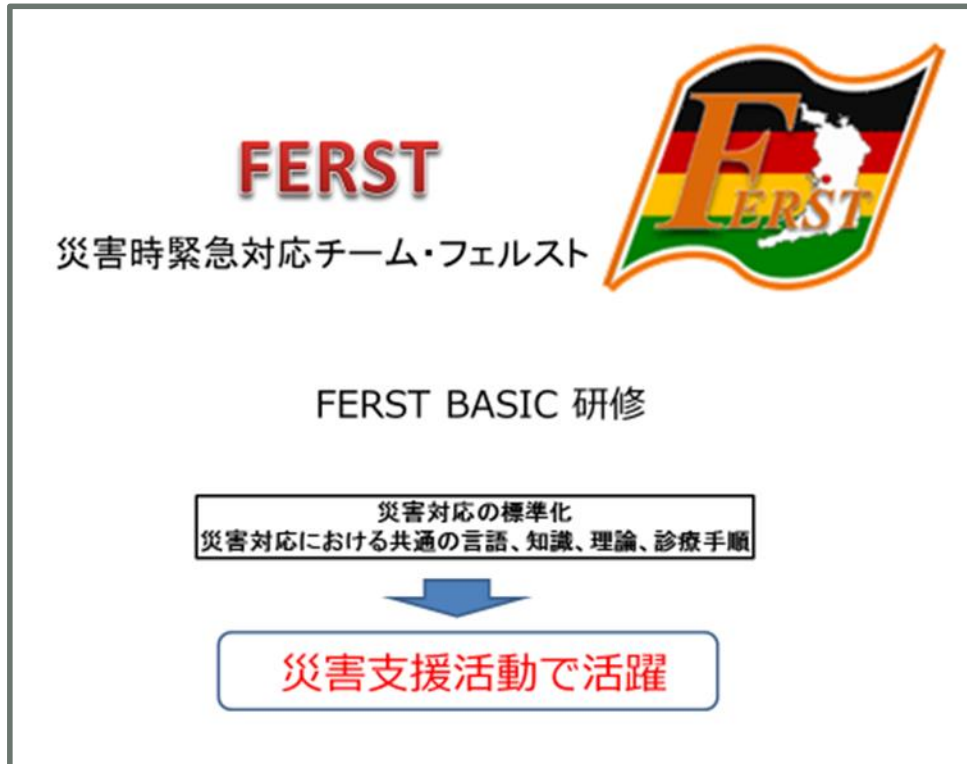 FERST
FERST
災害時緊急対応チーム・フェルスト
FERST BASIC 研修
災害対応の標準化
災害対応における共通の言語、知識、理論、診療手順
災害支援活動で活躍